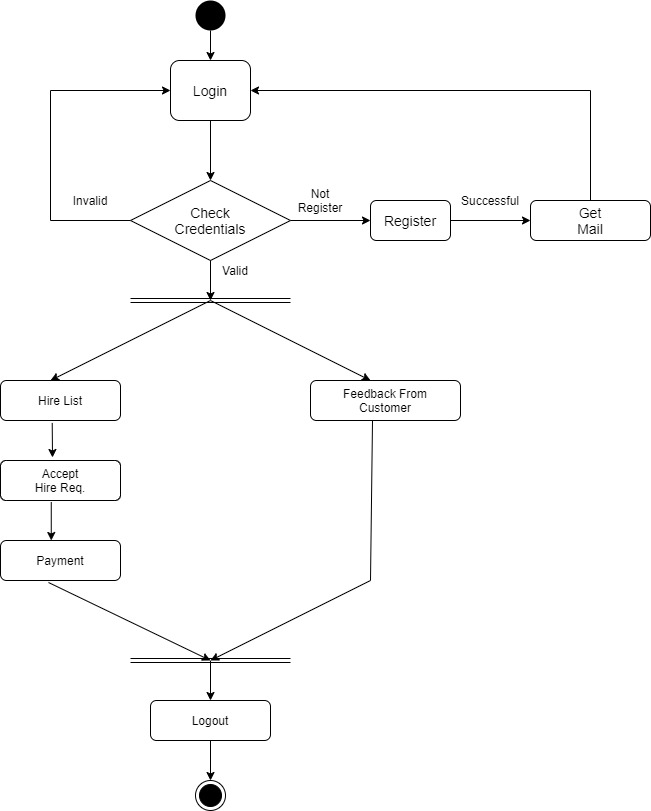 Login
Invalid
Check
Credentials
Not
Register
Register
Successful
Get
Mail
Valid
Hire List
Feedback From
Customer
Accept
Hire Req.
Payment
Logout